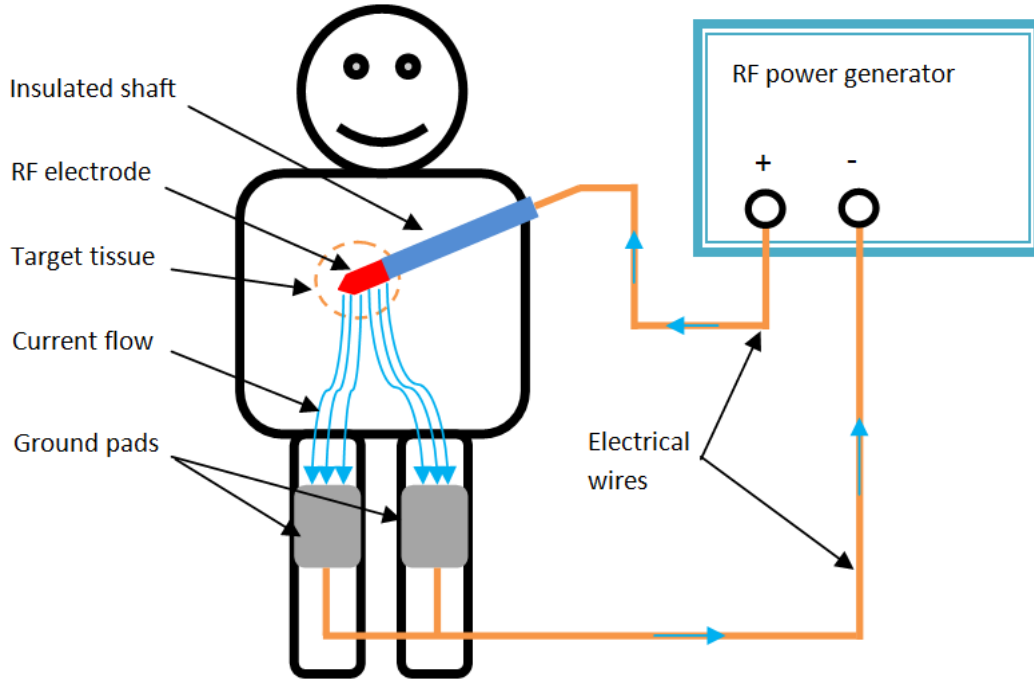 Insulated shaft
RF electrode
Target tissue
Current flow
Ground pads
RF power generator
+ -
Electrical
wires